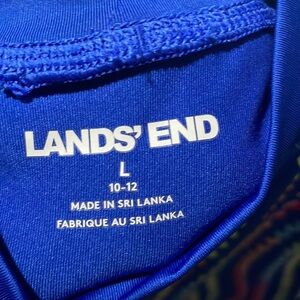 LANDS' END
L
10-12
MADE IN SRI LANKA
FABRIQUE AU SRI LANKA